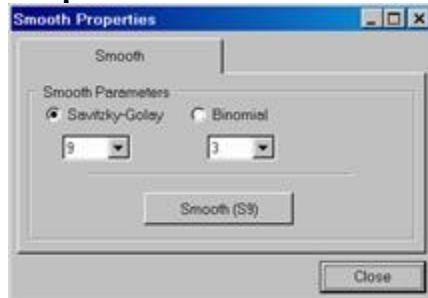 Smooth Properties
Smooth
Smooth Parameters
Savitzky-Golay Binomial
9 3
Smooth (S9)
Close